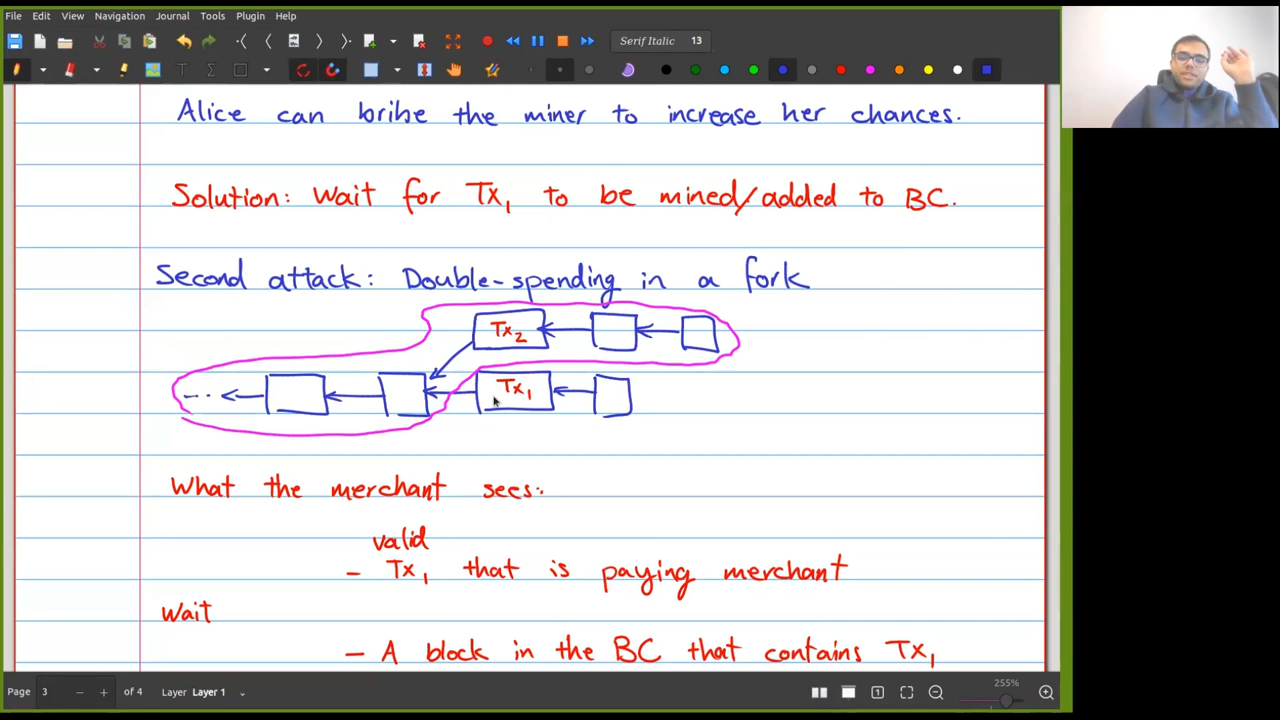 File Edit View Navigation Journal Tools Plugin Help
Serif Italic 13
Alice can bribe the miner to increase her chances.
Solution: Wait for Tx₁ to be mined/added to BC.
Second attack: Double-spending in a fork
Tx₂
... Tx₁
What the merchant sees:
valid
- Tx₁ that is paying merchant
Wait
- A block in the BC that contains Tx₁
Page 3 of 4 Layer Layer 1 255%